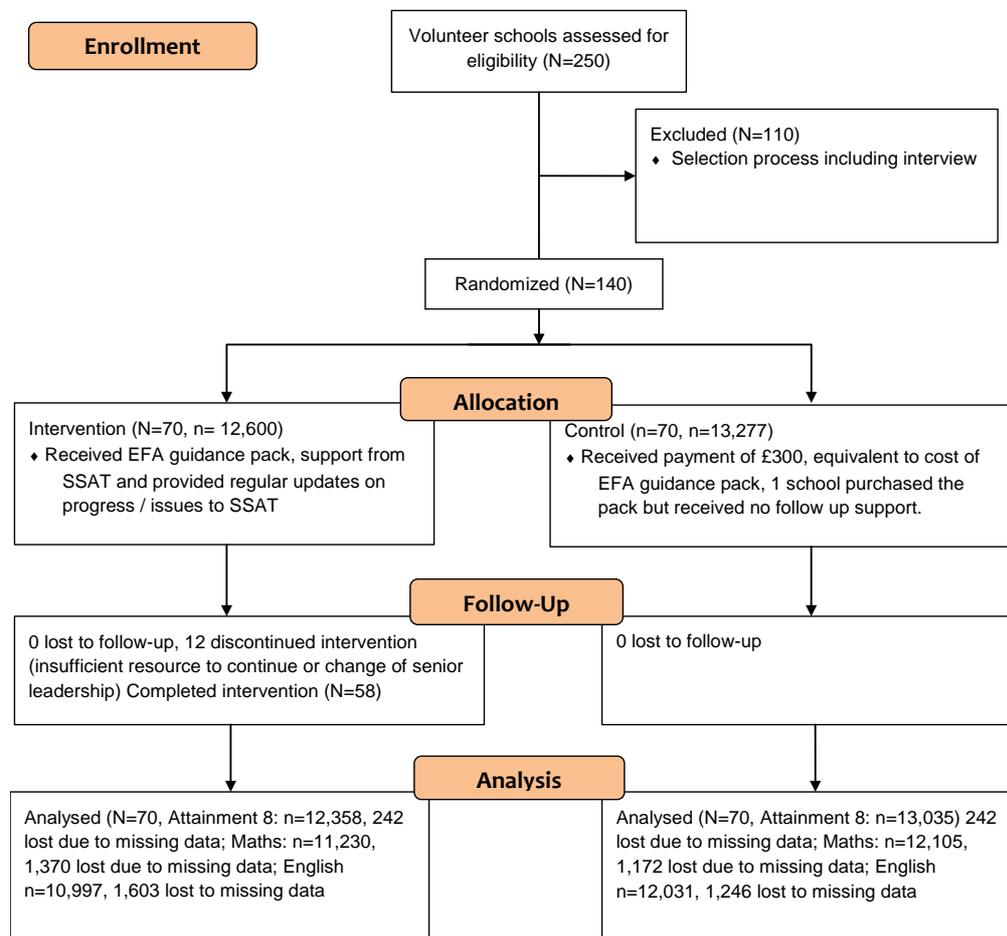 Enrollment
Volunteer schools assessed for
eligibility (N=250)
Excluded (N=110)
♦ Selection process including interview
Randomized (N=140)
Allocation
Intervention (N=70, n= 12,600)
♦ Received EFA guidance pack, support from
SSAT and provided regular updates on
progress / issues to SSAT
Control (n=70, n=13,277)
♦ Received payment of £300, equivalent to cost of
EFA guidance pack, 1 school purchased the
pack but received no follow up support.
Follow-Up
0 lost to follow-up, 12 discontinued intervention
(insufficient resource to continue or change of senior
leadership) Completed intervention (N=58)
0 lost to follow-up
Analysis
Analysed (N=70, Attainment 8: n=12,358, 242
lost due to missing data; Maths: n=11,230,
1,370 lost due to missing data; English
n=10,997, 1,603 lost to missing data
Analysed (N=70, Attainment 8: n=13,035) 242
lost due to missing data; Maths: n=12,105,
1,172 lost due to missing data; English
n=12,031, 1,246 lost to missing data